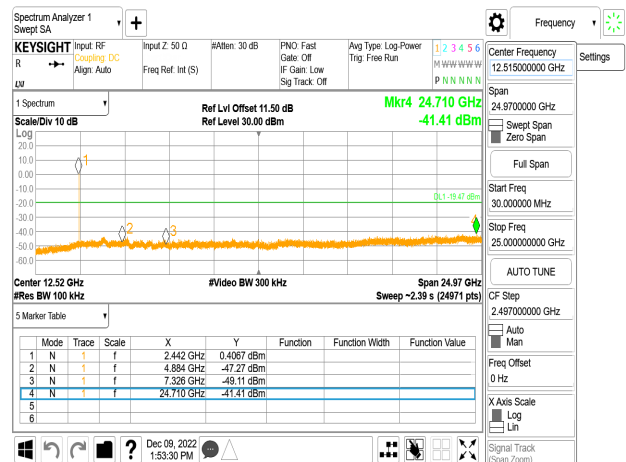 Spectrum Analyzer 1
Swept SA
Frequency
KEYSIGHT
R
Input: RF
Coupling: DC
Align: Auto
Input Z: 50 Ω
Freq Ref: Int (S)
#Atten: 30 dB
PNO: Fast
Gate: Off
IF Gain: Low
Sig Track: Off
Avg Type: Log-Power
Trig: Free Run
1 2 3 4 5 6
M W W W W W
P N N N N N
Center Frequency
12.515000000 GHz
Settings
Span
24.9700000 GHz
Swept Span
Zero Span
Full Span
Start Freq
30.000000 MHz
Stop Freq
25.000000000 GHz
AUTO TUNE
CF Step
2.497000000 GHz
Auto
Man
Freq Offset
0 Hz
X Axis Scale
Log
Lin
Signal Track
(Span Zoom)
1 Spectrum
Scale/Div 10 dB
Ref Lvl Offset 11.50 dB
Ref Level 30.00 dBm
Mkr4 24.710 GHz
-41.41 dBm
Log
20.0
10.0
0.00
-10.0
-20.0
-30.0
-40.0
-50.0
-60.0
1
2
3
DL1 -19.47 dBm
Center 12.52 GHz
#Res BW 100 kHz
#Video BW 300 kHz
Span 24.97 GHz
Sweep ~2.39 s (24971 pts)
5 Marker Table
Mode Trace Scale X Y Function Function Width Function Value
1 N 1 f 2.442 GHz 0.4067 dBm
2 N 1 f 4.884 GHz -47.27 dBm
3 N 1 f 7.326 GHz -49.11 dBm
4 N 1 f 24.710 GHz -41.41 dBm
5
6
?
Dec 09, 2022
1:53:30 PM